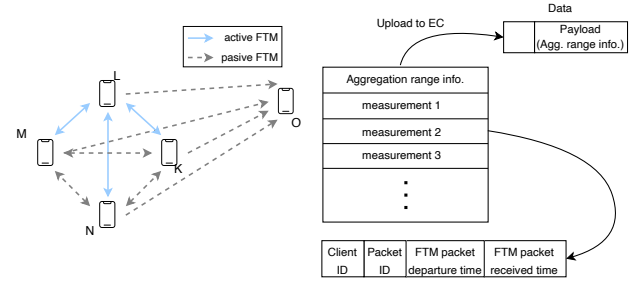 Data
Upload to EC
Payload
(Agg. range info.)
active FTM
pasive FTM
L
M
K
N
O
Aggregation range info.
measurement 1
measurement 2
measurement 3
Client
ID
Packet
ID
FTM packet
departure time
FTM packet
received time